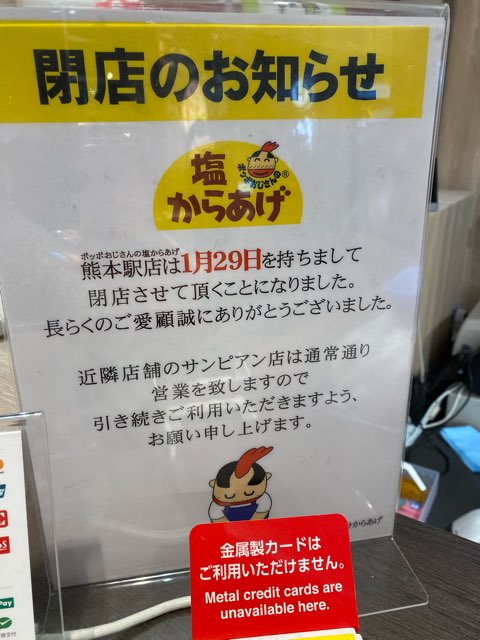 閉店のお知らせ
ポッポおじさんの®
塩
からあげ
ポッポおじさんの塩からあげ
熊本駅店は1月29日を持ちまして
閉店させて頂くことになりました。
長らくのご愛顧誠にありがとうございました。
近隣店舗のサンピアン店は通常通り
営業を致しますので
引き続きご利用いただきますよう、
お願い申し上げます。
からあげ
金属製カードは
ご利用いただけません。
Metal credit cards are
unavailable here.
Pay